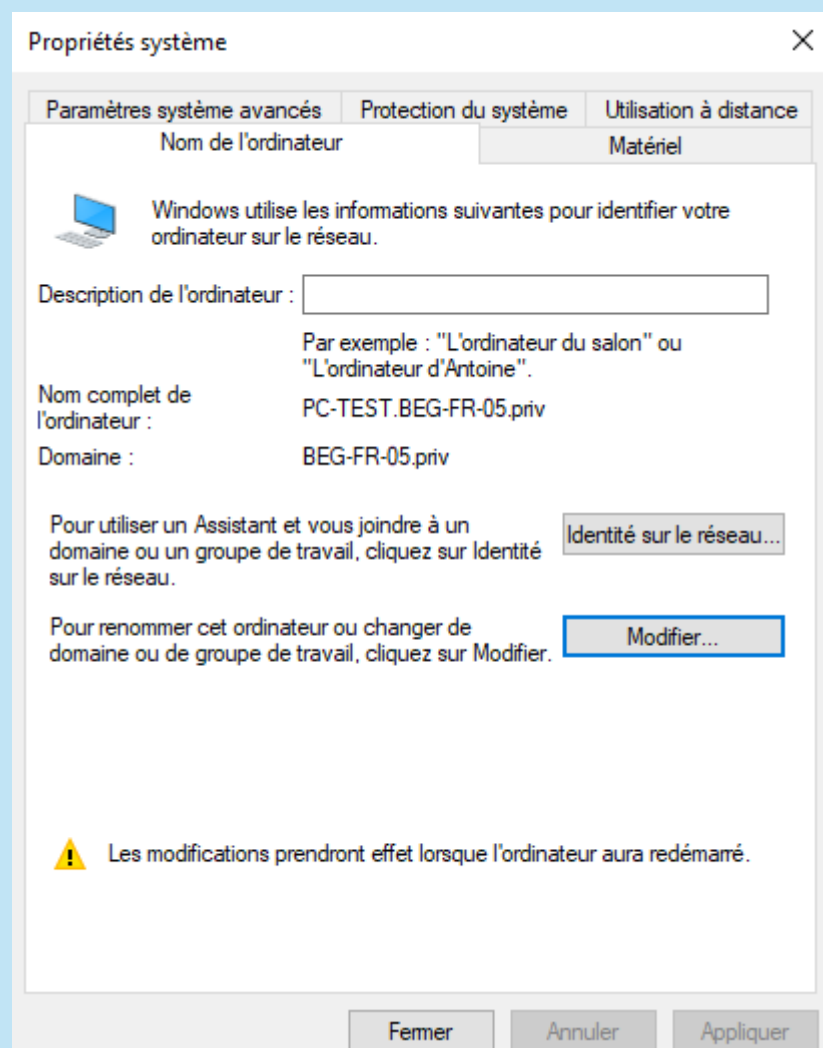 Propriétés système
Paramètres système avancés
Protection du système
Utilisation à distance
Nom de l'ordinateur
Matériel
Windows utilise les informations suivantes pour identifier votre
ordinateur sur le réseau.
Description de l'ordinateur :
Par exemple : "L'ordinateur du salon" ou
"L'ordinateur d'Antoine".
Nom complet de
l'ordinateur :
PC-TEST.BEG-FR-05.priv
Domaine :
BEG-FR-05.priv
Pour utiliser un Assistant et vous joindre à un
domaine ou un groupe de travail, cliquez sur Identité
sur le réseau.
Identité sur le réseau...
Pour renommer cet ordinateur ou changer de
domaine ou de groupe de travail, cliquez sur Modifier.
Modifier...
Les modifications prendront effet lorsque l'ordinateur aura redémarré.
Fermer
Annuler
Appliquer